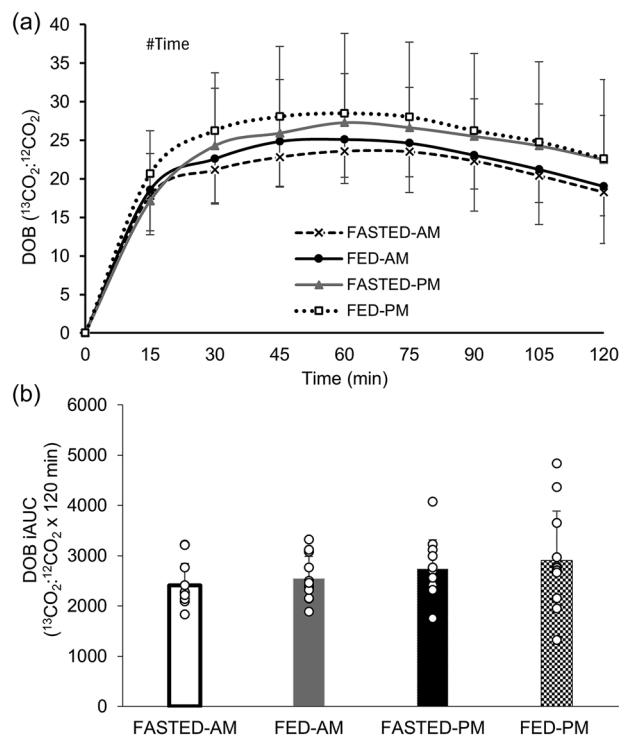 (a)
#Time
40
35
30
25
20
15
10
5
0
DOB (¹³CO₂:¹²CO₂)
FASTED-AM
FED-AM
FASTED-PM
FED-PM
0 15 30 45 60 75 90 105 120
Time (min)
(b)
6000
5000
4000
3000
2000
1000
0
DOB iAUC
(¹³CO₂:¹²CO₂ x 120 min)
FASTED-AM FED-AM FASTED-PM FED-PM